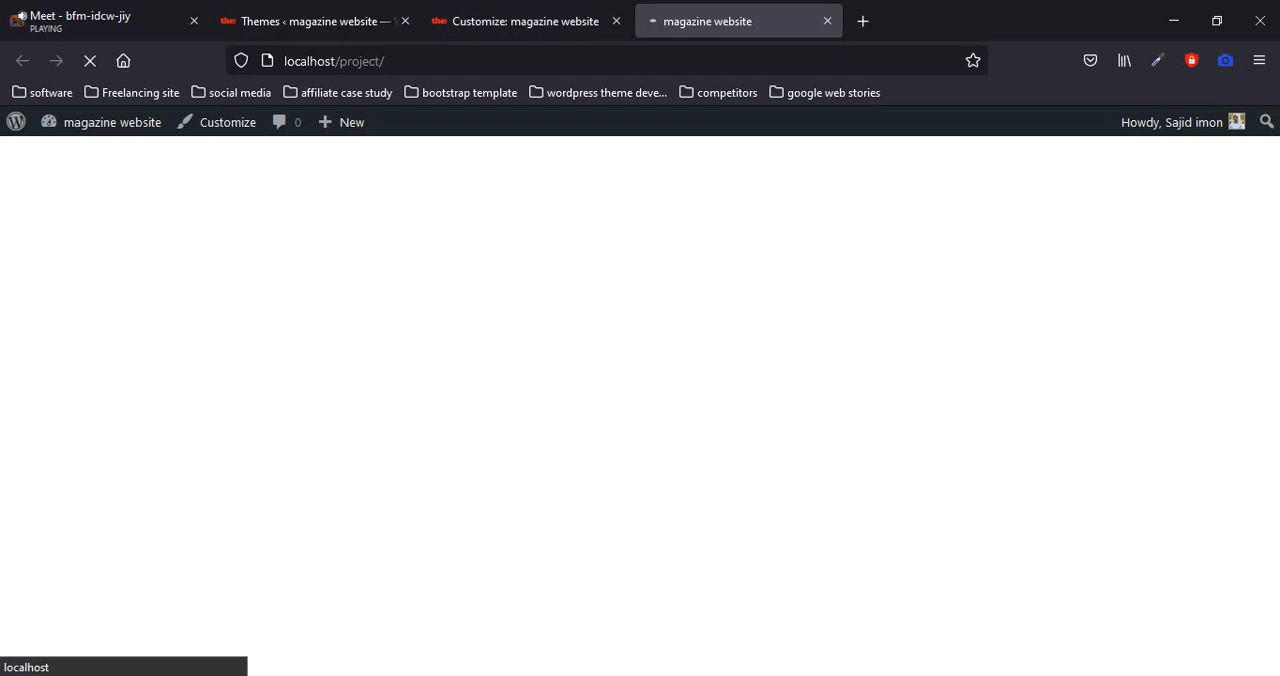 Meet - bfm-idcw-jiy
PLAYING
the: Themes ‹ magazine website —
the: Customize: magazine website
magazine website
localhost/project/
software
Freelancing site
social media
affiliate case study
bootstrap template
wordpress theme deve...
competitors
google web stories
magazine website
Customize
0
New
Howdy, Sajid imon
localhost